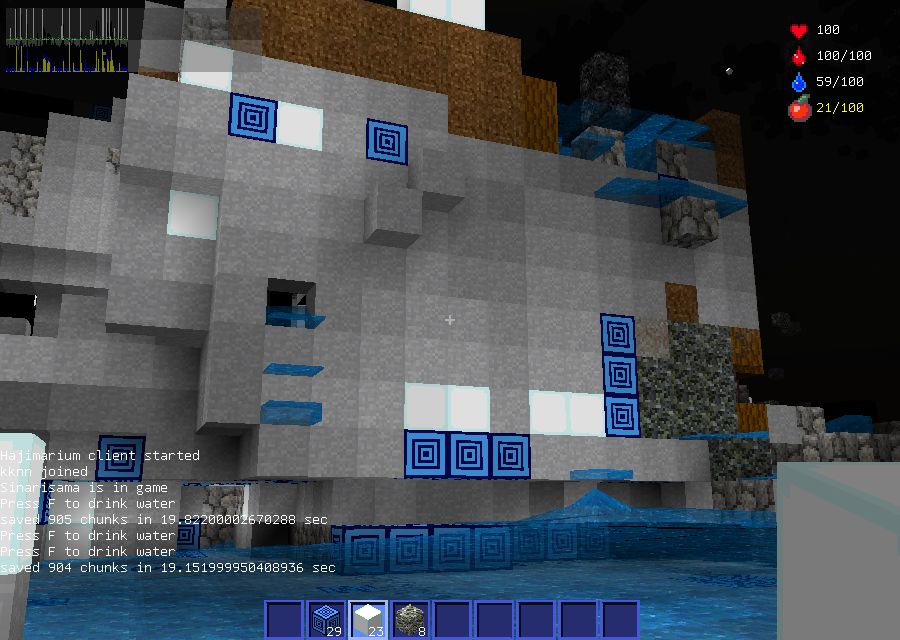 100
100/100
59/100
21/100
Hajimarium client started
kknn joined
Sinarisama is in game
Press F to drink water
saved 905 chunks in 19.82200002670288 sec
Press F to drink water
Press F to drink water
saved 904 chunks in 19.151999950408936 sec
29 23 8